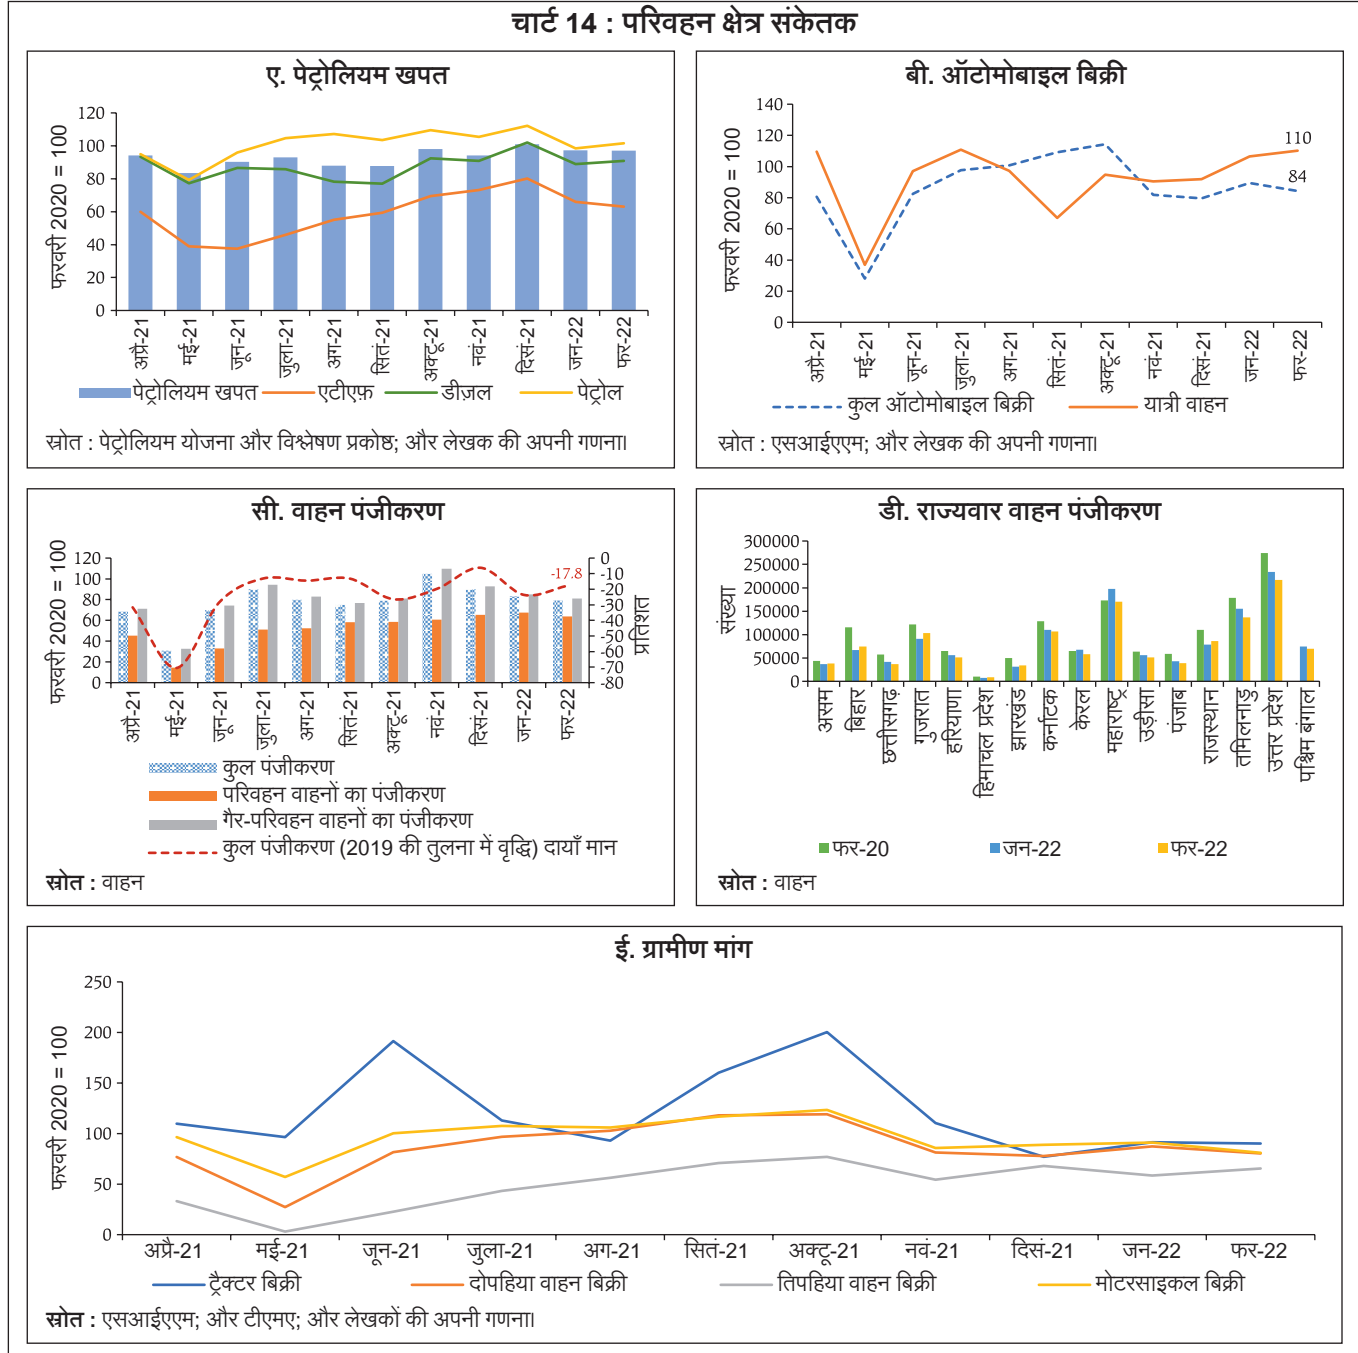 चार्ट 14 : परिवहन क्षेत्र संकेतक
ए. पेट्रोलियम खपत
फरवरी 2020 = 100
120
100
80
60
40
20
0
अप्रै-21
मई-21
जून-21
जुला-21
अग-21
सितं-21
अक्टू-21
नवं-21
दिसं-21
जन-22
फर-22
पेट्रोलियम खपत
एटीएफ़
डीज़ल
पेट्रोल
स्रोत : पेट्रोलियम योजना और विश्लेषण प्रकोष्ठ; और लेखक की अपनी गणना।
बी. ऑटोमोबाइल बिक्री
फरवरी 2020 = 100
140
120
100
80
60
40
20
0
110
84
अप्रै-21
मई-21
जून-21
जुला-21
अग-21
सितं-21
अक्टू-21
नवं-21
दिसं-21
जन-22
फर-22
कुल ऑटोमोबाइल बिक्री
यात्री वाहन
स्रोत : एसआईएएम; और लेखक की अपनी गणना।
सी. वाहन पंजीकरण
फरवरी 2020 = 100
120
100
80
60
40
20
0
0
-10
-20
-30
-40
-50
-60
-70
-80
प्रतिशत
-17.8
अप्रै-21
मई-21
जून-21
जुला-21
अग-21
सितं-21
अक्टू-21
नवं-21
दिसं-21
जन-22
फर-22
कुल पंजीकरण
परिवहन वाहनों का पंजीकरण
गैर-परिवहन वाहनों का पंजीकरण
कुल पंजीकरण (2019 की तुलना में वृद्धि) दायाँ मान
स्रोत : वाहन
डी. राज्यवार वाहन पंजीकरण
संख्या
300000
250000
200000
150000
100000
50000
0
असम
बिहार
छत्तीसगढ़
गुजरात
हरियाणा
हिमाचल प्रदेश
झारखंड
कर्नाटक
केरल
महाराष्ट्र
उड़ीसा
पंजाब
राजस्थान
तमिलनाडु
उत्तर प्रदेश
पश्चिम बंगाल
फर-20
जन-22
फर-22
स्रोत : वाहन
ई. ग्रामीण मांग
फरवरी 2020 = 100
250
200
150
100
50
0
अप्रै-21
मई-21
जून-21
जुला-21
अग-21
सितं-21
अक्टू-21
नवं-21
दिसं-21
जन-22
फर-22
ट्रैक्टर बिक्री
दोपहिया वाहन बिक्री
तिपहिया वाहन बिक्री
मोटरसाइकल बिक्री
स्रोत : एसआईएएम; और टीएमए; और लेखकों की अपनी गणना।